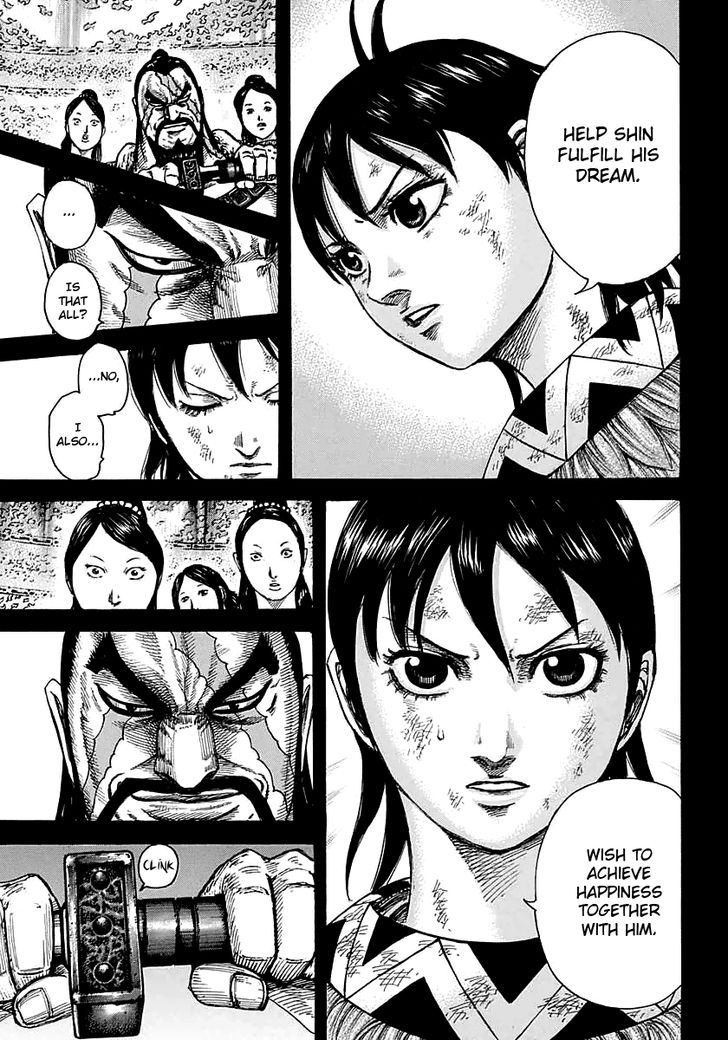 HELP SHIN
FULFILL HIS
DREAM.
...
IS
THAT
ALL?
...NO,
I
ALSO...
WISH TO
ACHIEVE
HAPPINESS
TOGETHER
WITH HIM.
CLINK